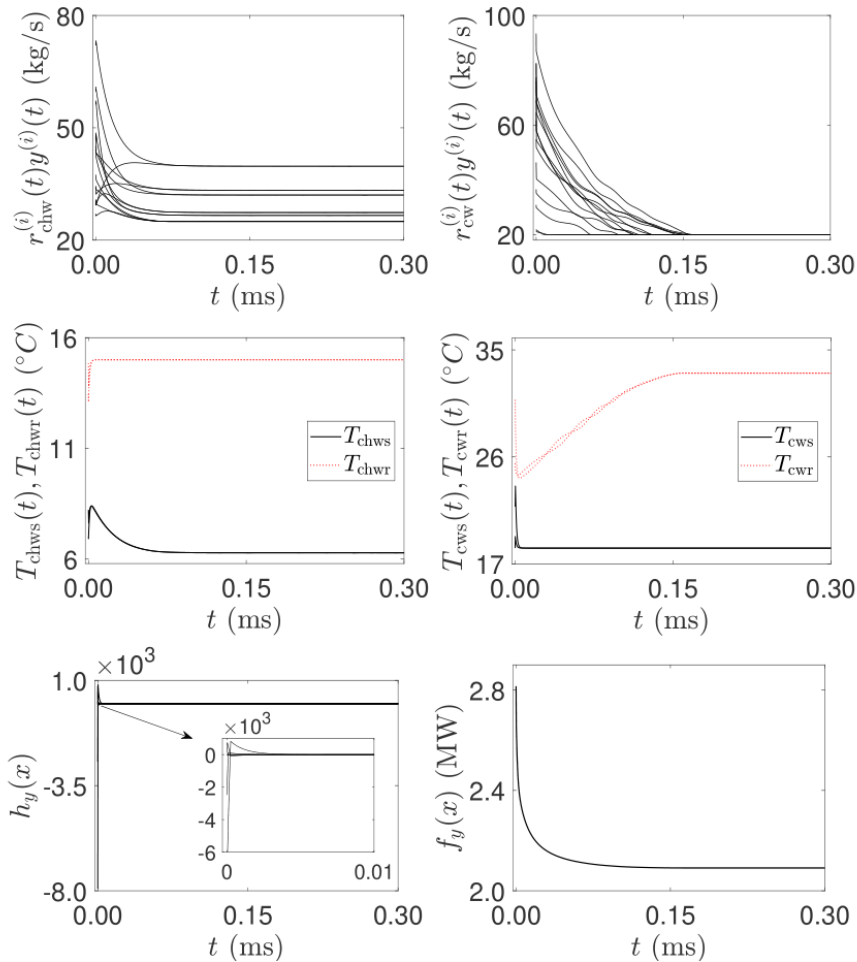 r_chw^(i)(t)y^(i)(t) (kg/s)
80
50
20
0.00 0.15 0.30
t (ms)
r_cw^(i)(t)y^(i)(t) (kg/s)
100
60
20
0.00 0.15 0.30
t (ms)
T_chws(t), T_chwr(t) (°C)
16
11
6
T_chws
T_chwr
0.00 0.15 0.30
t (ms)
T_cws(t), T_cwr(t) (°C)
35
26
17
T_cws
T_cwr
0.00 0.15 0.30
t (ms)
h_y(x)
×10³
1.0
-3.5
-8.0
×10³
0
-2
-4
-6
0 0.01
0.00 0.15 0.30
t (ms)
f_y(x) (MW)
2.8
2.4
2.0
0.00 0.15 0.30
t (ms)